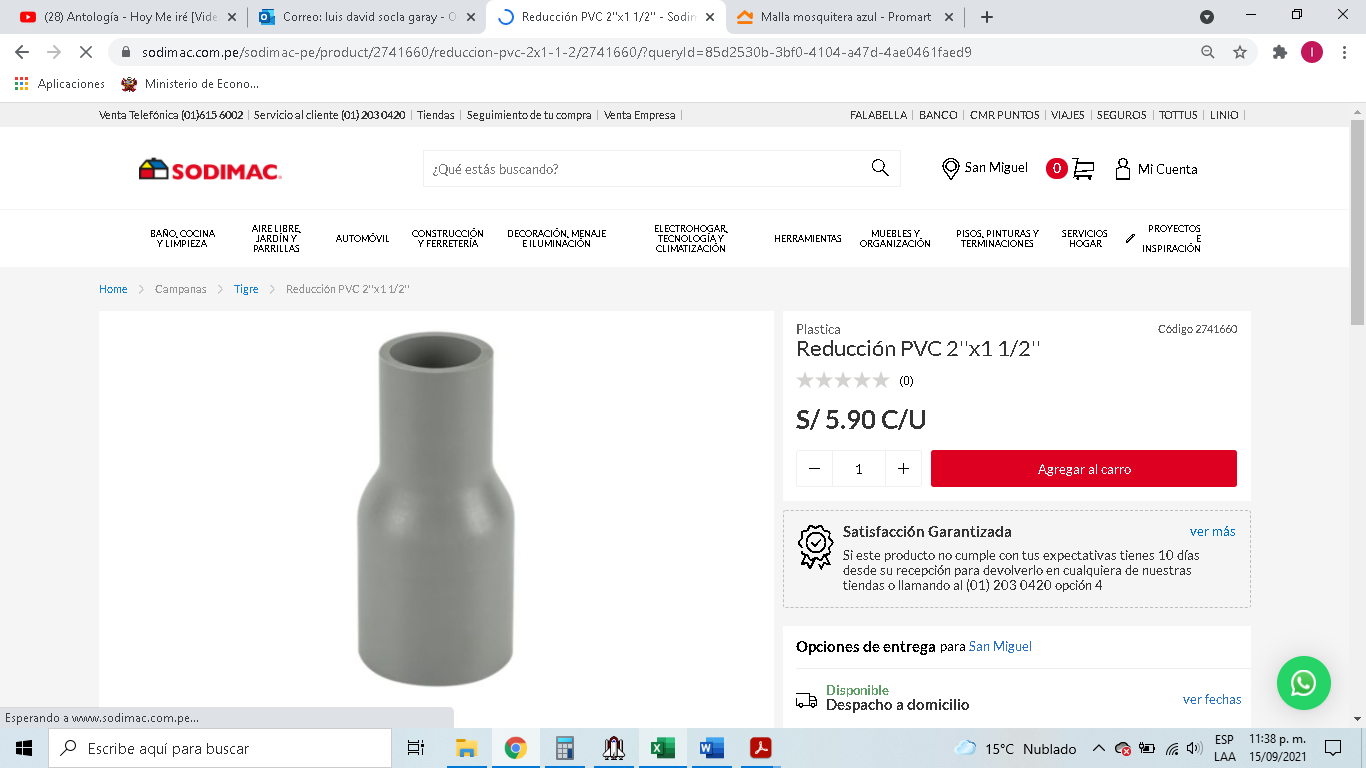 (28) Antología - Hoy Me iré [Vide
Correo: luis david socla garay - O
Reducción PVC 2''x1 1/2'' - Sodim
Malla mosquitera azul - Promart
sodimac.com.pe/sodimac-pe/product/2741660/reduccion-pvc-2x1-1-2/2741660/?queryId=85d2530b-3bf0-4104-a47d-4ae0461faed9
I
Aplicaciones
Ministerio de Econo...
Venta Telefónica (01)615 6002 | Servicio al cliente (01) 203 0420 | Tiendas | Seguimiento de tu compra | Venta Empresa |
FALABELLA | BANCO | CMR PUNTOS | VIAJES | SEGUROS | TOTTUS | LINIO |
SODIMAC
¿Qué estás buscando?
San Miguel
0
Mi Cuenta
BAÑO, COCINA
Y LIMPIEZA
AIRE LIBRE,
JARDÍN Y
PARRILLAS
AUTOMÓVIL
CONSTRUCCIÓN
Y FERRETERÍA
DECORACIÓN, MENAJE
E ILUMINACIÓN
ELECTROHOGAR,
TECNOLOGÍA Y
CLIMATIZACIÓN
HERRAMIENTAS
MUEBLES Y
ORGANIZACIÓN
PISOS, PINTURAS Y
TERMINACIONES
SERVICIOS
HOGAR
PROYECTOS
E
INSPIRACIÓN
Home > Campanas > Tigre > Reducción PVC 2''x1 1/2''
Plastica
Código 2741660
Reducción PVC 2''x1 1/2''
(0)
S/ 5.90 C/U
1
Agregar al carro
Satisfacción Garantizada
ver más
Si este producto no cumple con tus expectativas tienes 10 días
desde su recepción para devolverlo en cualquiera de nuestras
tiendas o llamando al (01) 203 0420 opción 4
Opciones de entrega para San Miguel
Disponible
Despacho a domicilio
ver fechas
Esperando a www.sodimac.com.pe...
Escribe aquí para buscar
15°C Nublado
ESP
LAA
11:38 p. m.
15/09/2021